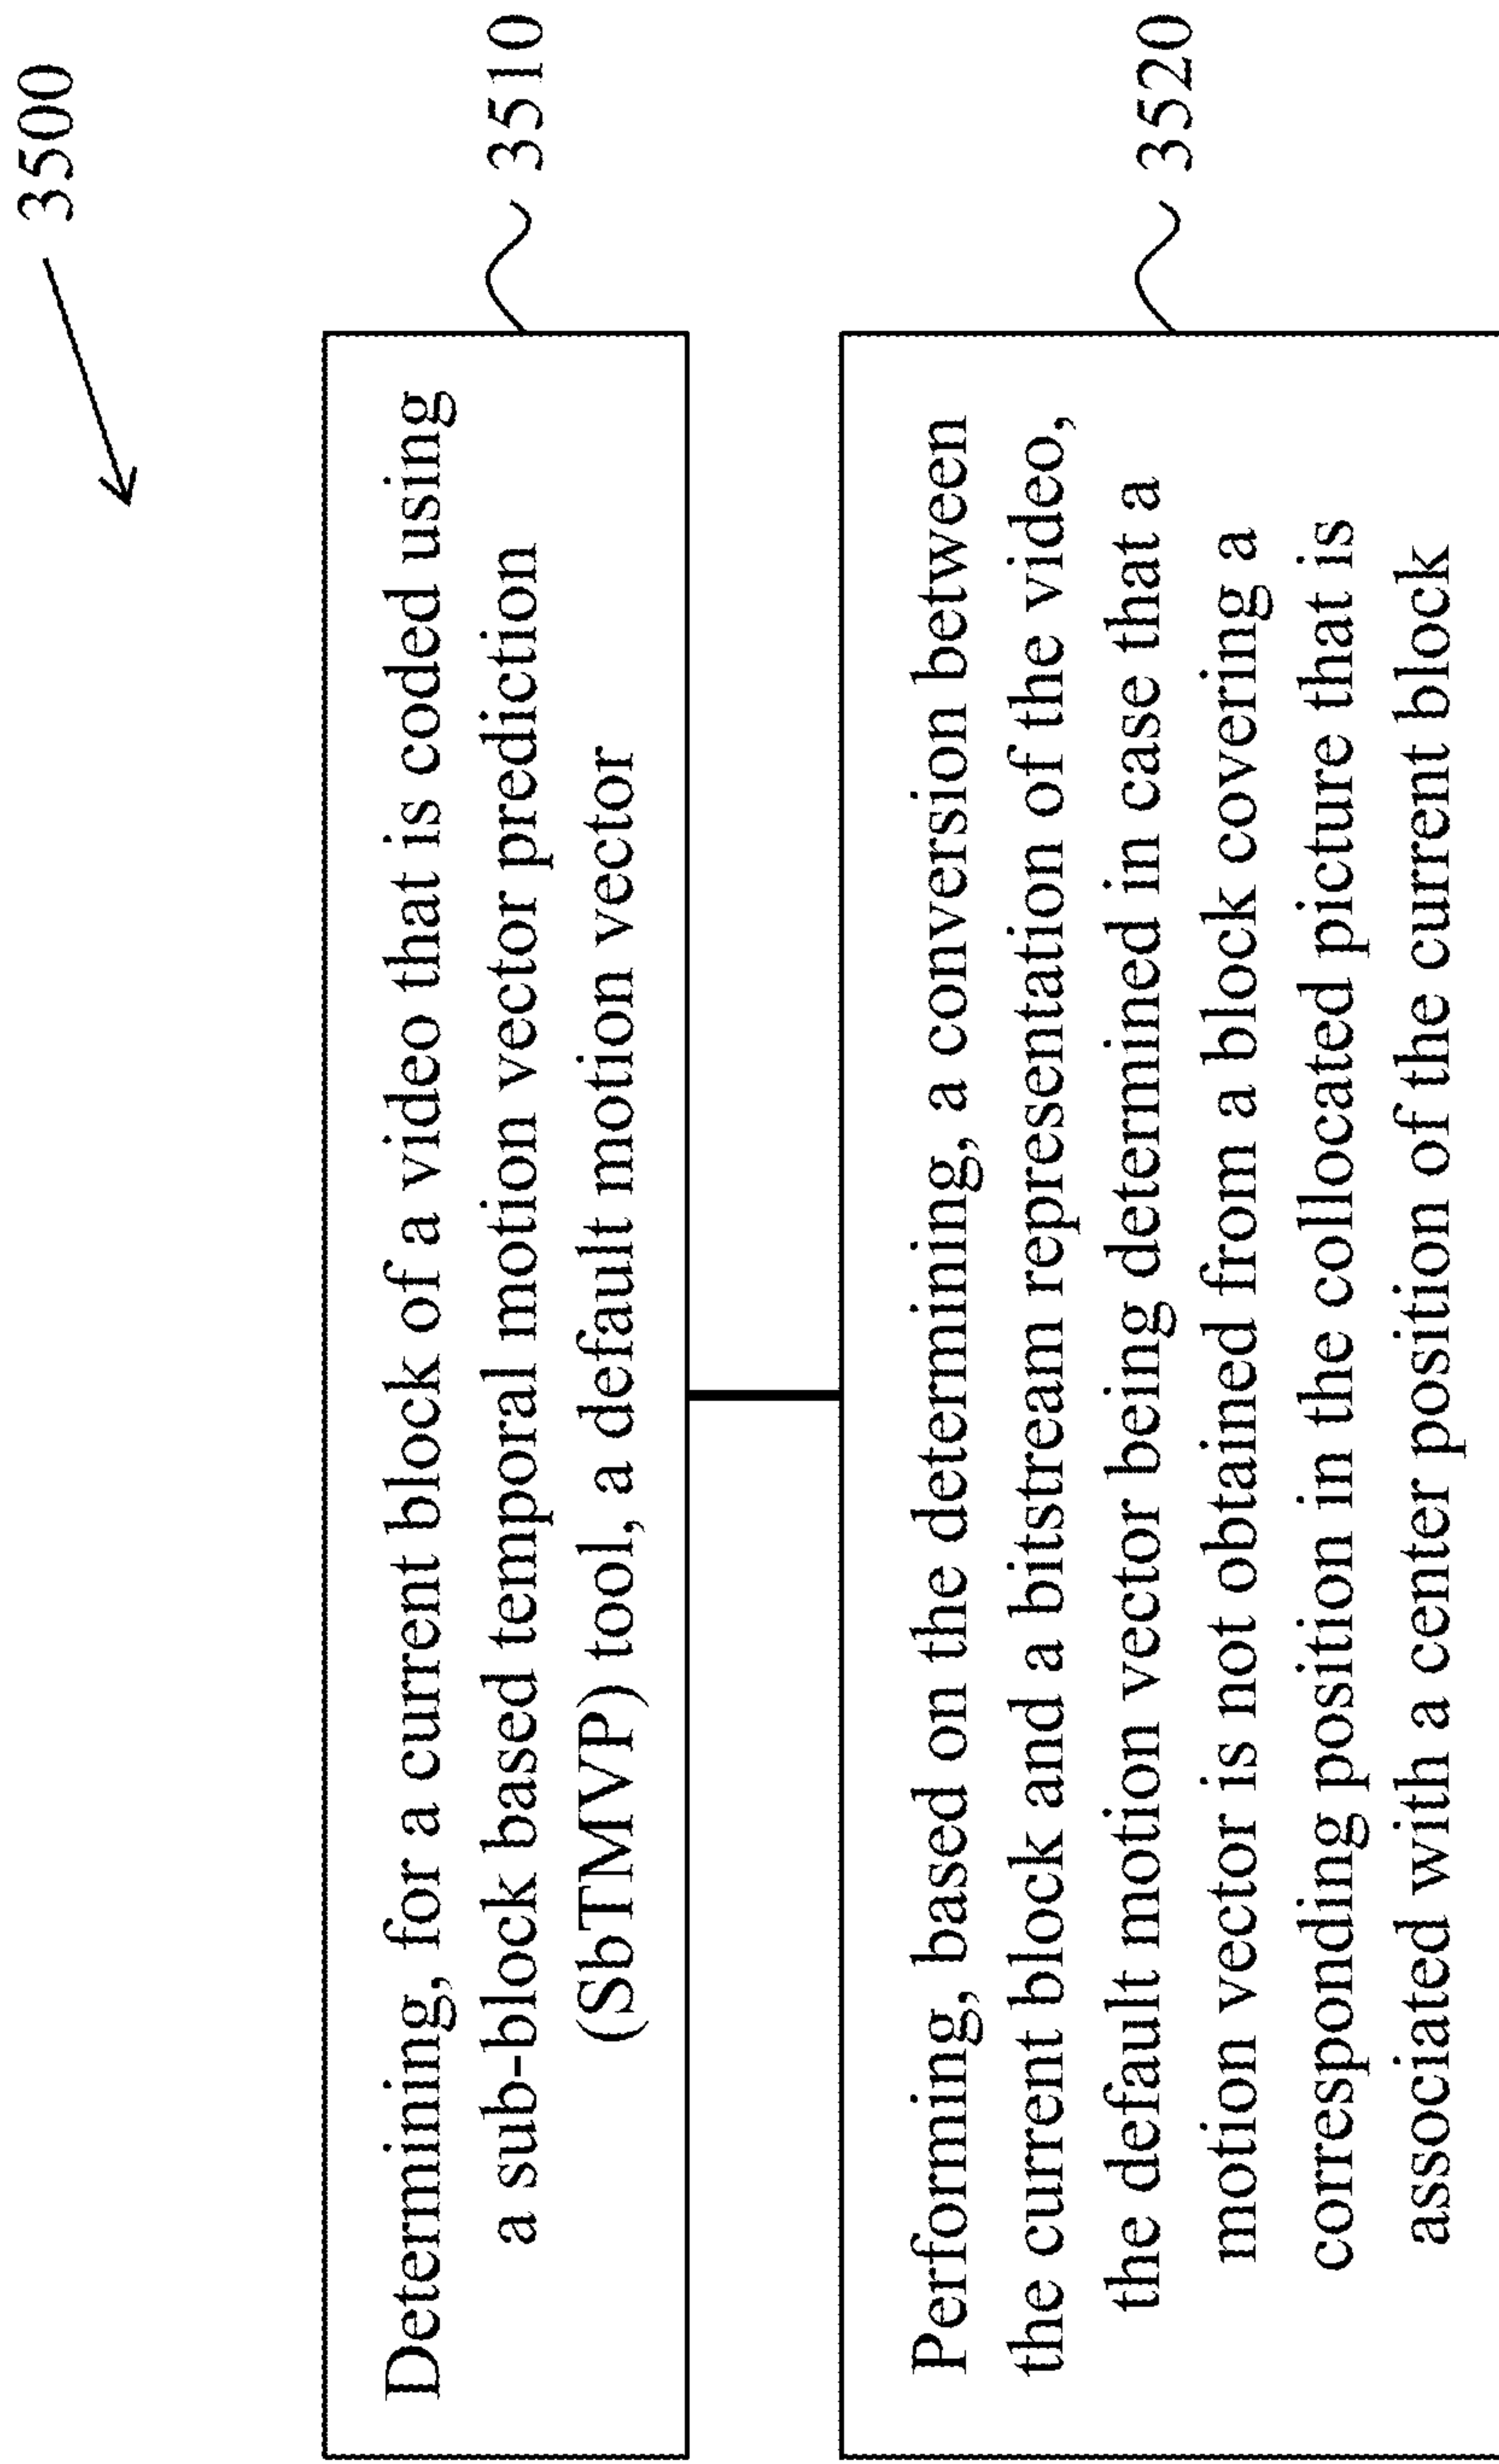 3500
Determining, for a current block of a video that is coded using
a sub-block based temporal motion vector prediction
(SbTMVP) tool, a default motion vector
3510
Performing, based on the determining, a conversion between
the current block and a bitstream representation of the video,
the default motion vector being determined in case that a
motion vector is not obtained from a block covering a
corresponding position in the collocated picture that is
associated with a center position of the current block
3520